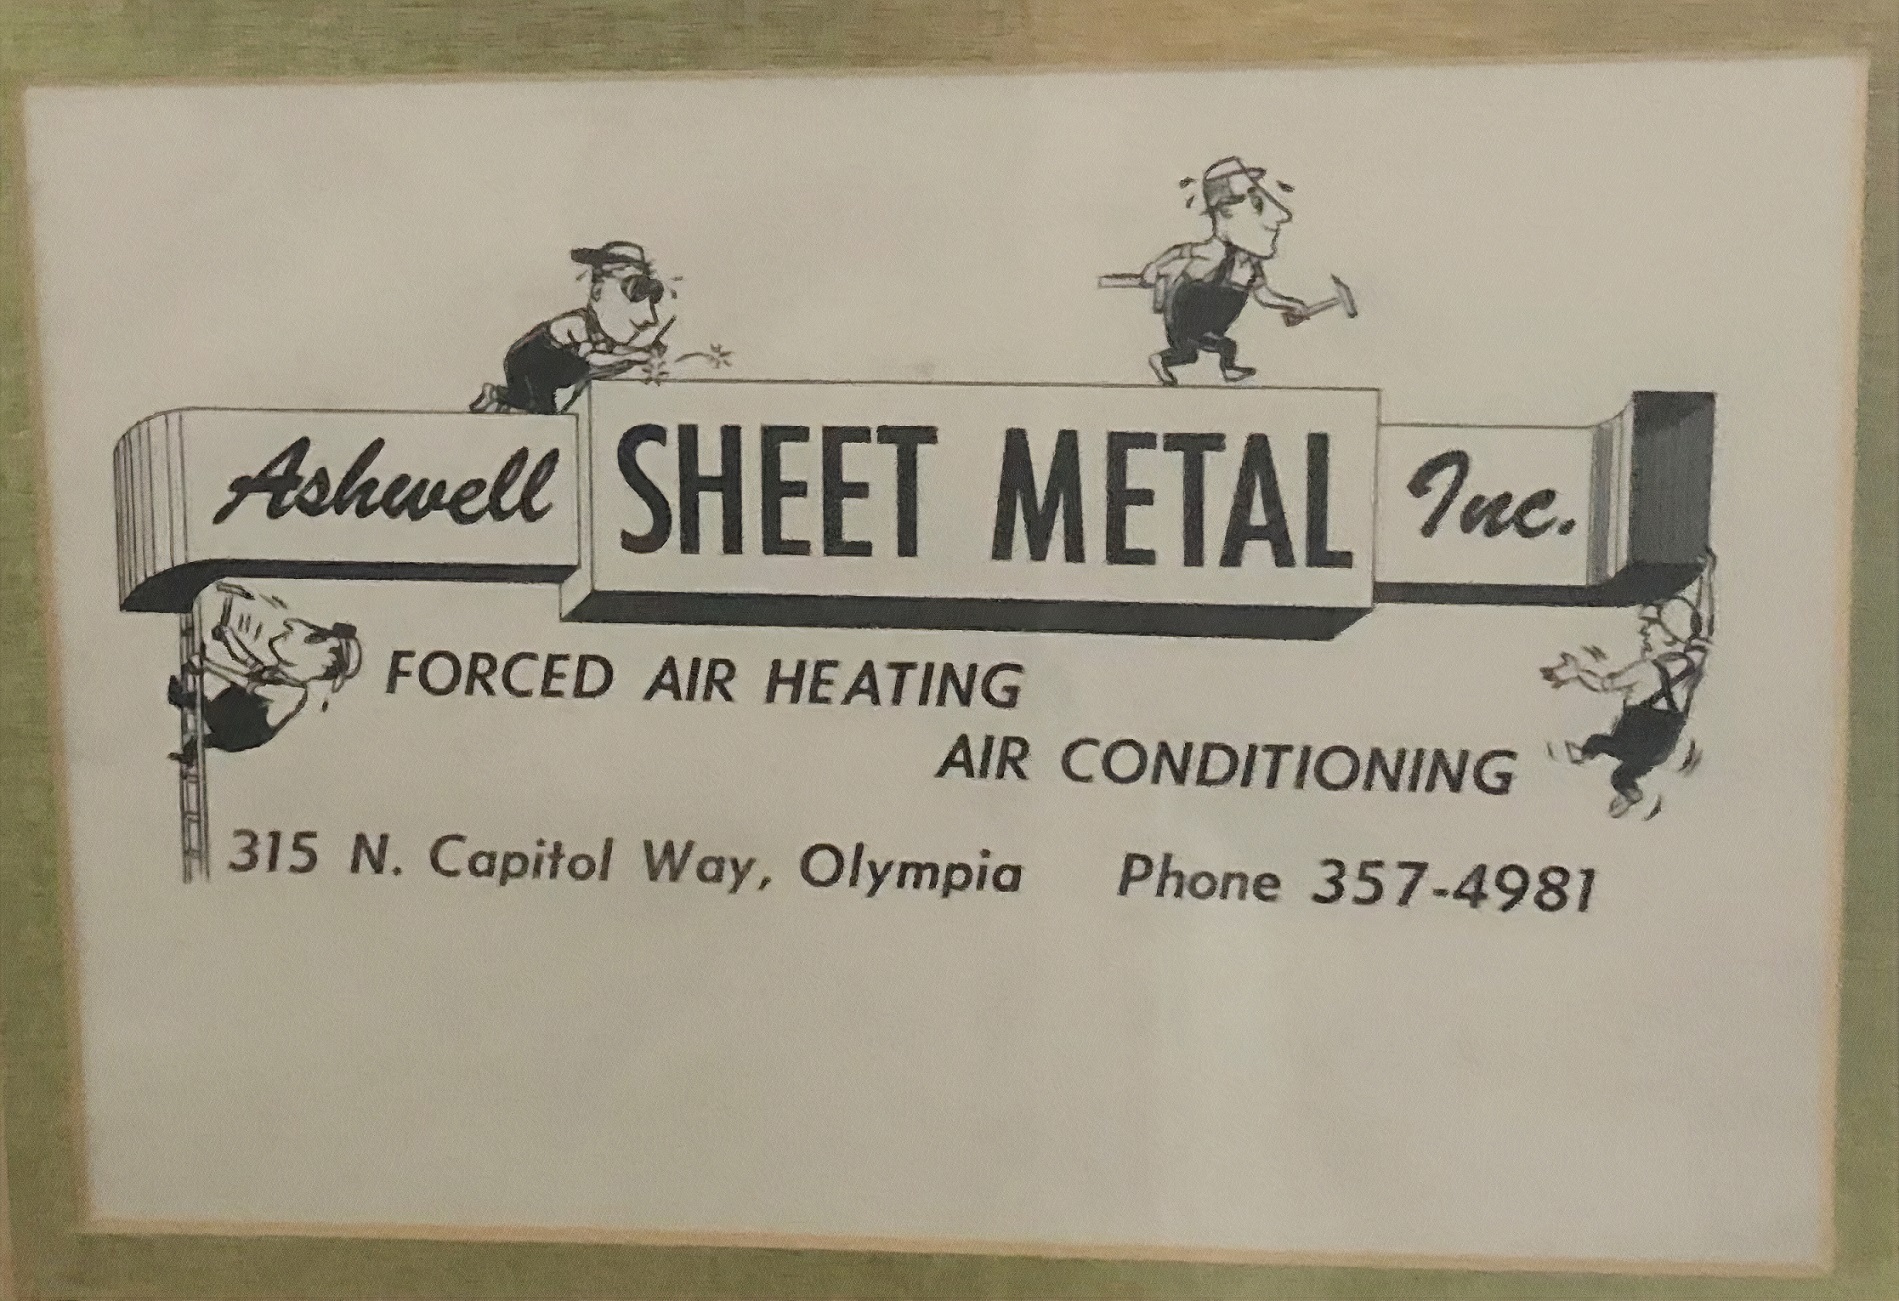 Ashwell SHEET METAL Inc.
FORCED AIR HEATING
AIR CONDITIONING
315 N. Capitol Way, Olympia Phone 357-4981